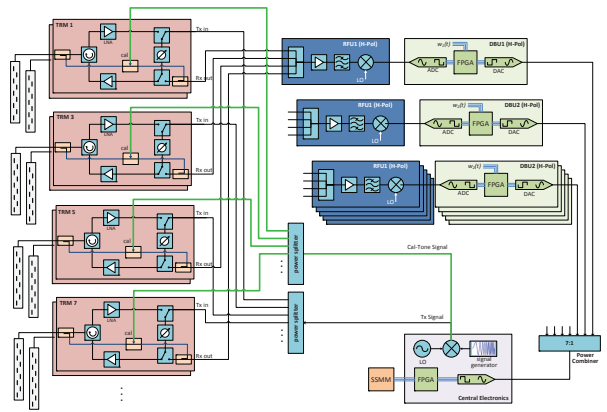 TRM 1
Tx in
LNA
cal
Rx out
TRM 3
Tx in
LNA
cal
Rx out
TRM 5
Tx in
LNA
cal
Rx out
TRM 7
Tx in
LNA
cal
Rx out
RFU1 (H-Pol)
LO
DBU1 (H-Pol)
w₁(t)
ADC
FPGA
DAC
RFU1 (H-Pol)
LO
DBU2 (H-Pol)
w₂(t)
ADC
FPGA
DAC
RFU1 (H-Pol)
LO
DBU2 (H-Pol)
ADC
FPGA
DAC
power splitter
Cal-Tone Signal
power splitter
Tx Signal
LO
signal
generator
SSMM
FPGA
Central Electronics
7:1
Power
Combiner